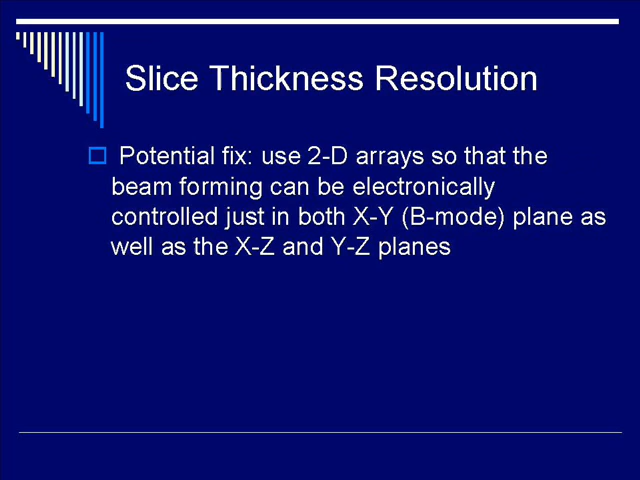 Slice Thickness Resolution
Potential fix: use 2-D arrays so that the
beam forming can be electronically
controlled just in both X-Y (B-mode) plane as
well as the X-Z and Y-Z planes